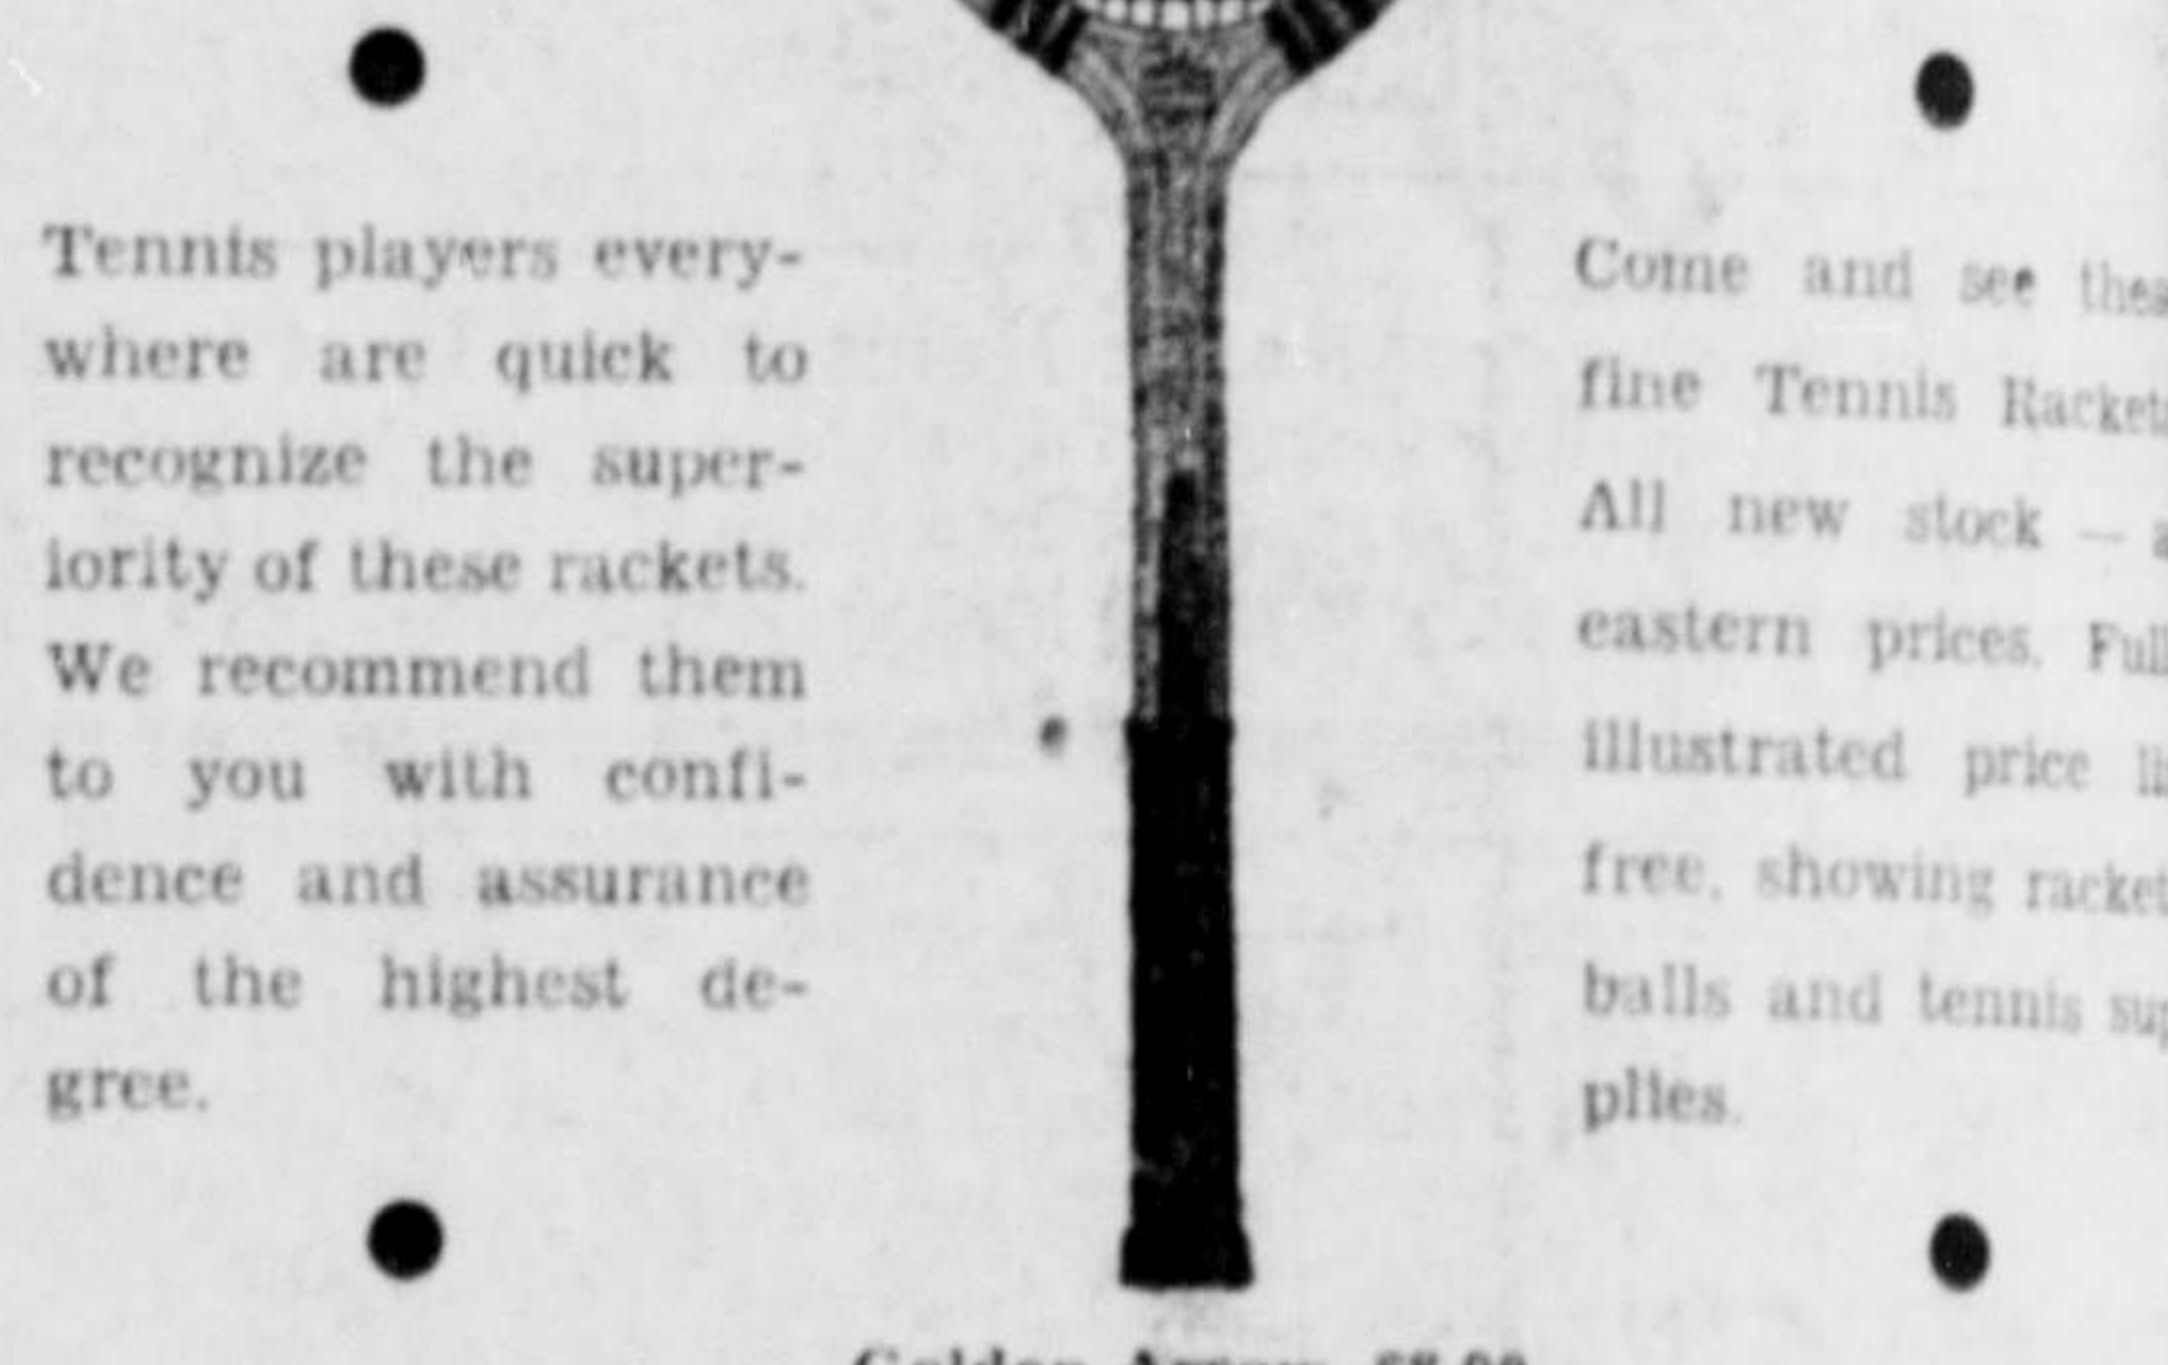 Tennis players every-
where are quick to
recognize the super-
iority of these rackets.
We recommend them
to you with confi-
dence and assurance
of the highest de-
gree.
Come and see
fine Tennis
All new stock —
eastern prices.
illustrated price
free, showing
balls and tennis
plies.
Golden Arrow